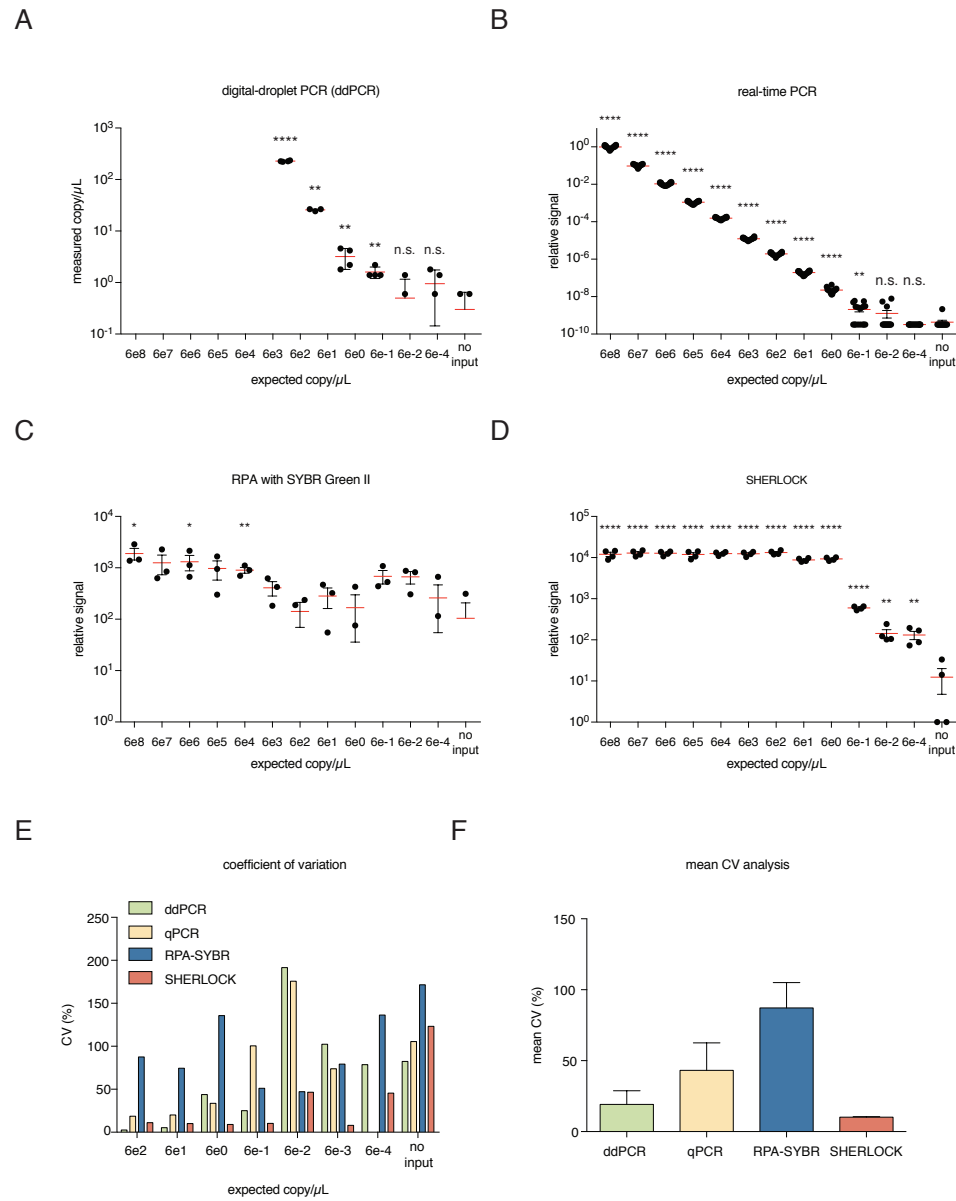 A
digital-droplet PCR (ddPCR)
measured copy/µL
10³
10²
10¹
10⁰
10⁻¹
**** ** ** ** n.s. n.s.
6e8 6e7 6e6 6e5 6e4 6e3 6e2 6e1 6e0 6e-1 6e-2 6e-4 no input
expected copy/µL
B
real-time PCR
relative signal
10⁰
10⁻²
10⁻⁴
10⁻⁶
10⁻⁸
10⁻¹⁰
**** **** **** **** **** **** **** **** **** ** n.s. n.s.
6e8 6e7 6e6 6e5 6e4 6e3 6e2 6e1 6e0 6e-1 6e-2 6e-4 no input
expected copy/µL
C
RPA with SYBR Green II
relative signal
10⁴
10³
10²
10¹
10⁰
* * **
6e8 6e7 6e6 6e5 6e4 6e3 6e2 6e1 6e0 6e-1 6e-2 6e-4 no input
expected copy/µL
D
SHERLOCK
relative signal
10⁵
10⁴
10³
10²
10¹
10⁰
**** **** **** **** **** **** **** **** **** **** ** **
6e8 6e7 6e6 6e5 6e4 6e3 6e2 6e1 6e0 6e-1 6e-2 6e-4 no input
expected copy/µL
E
coefficient of variation
ddPCR
qPCR
RPA-SYBR
SHERLOCK
CV (%)
250
200
150
100
50
0
6e2 6e1 6e0 6e-1 6e-2 6e-3 6e-4 no input
expected copy/µL
F
mean CV analysis
mean CV (%)
150
100
50
0
ddPCR qPCR RPA-SYBR SHERLOCK